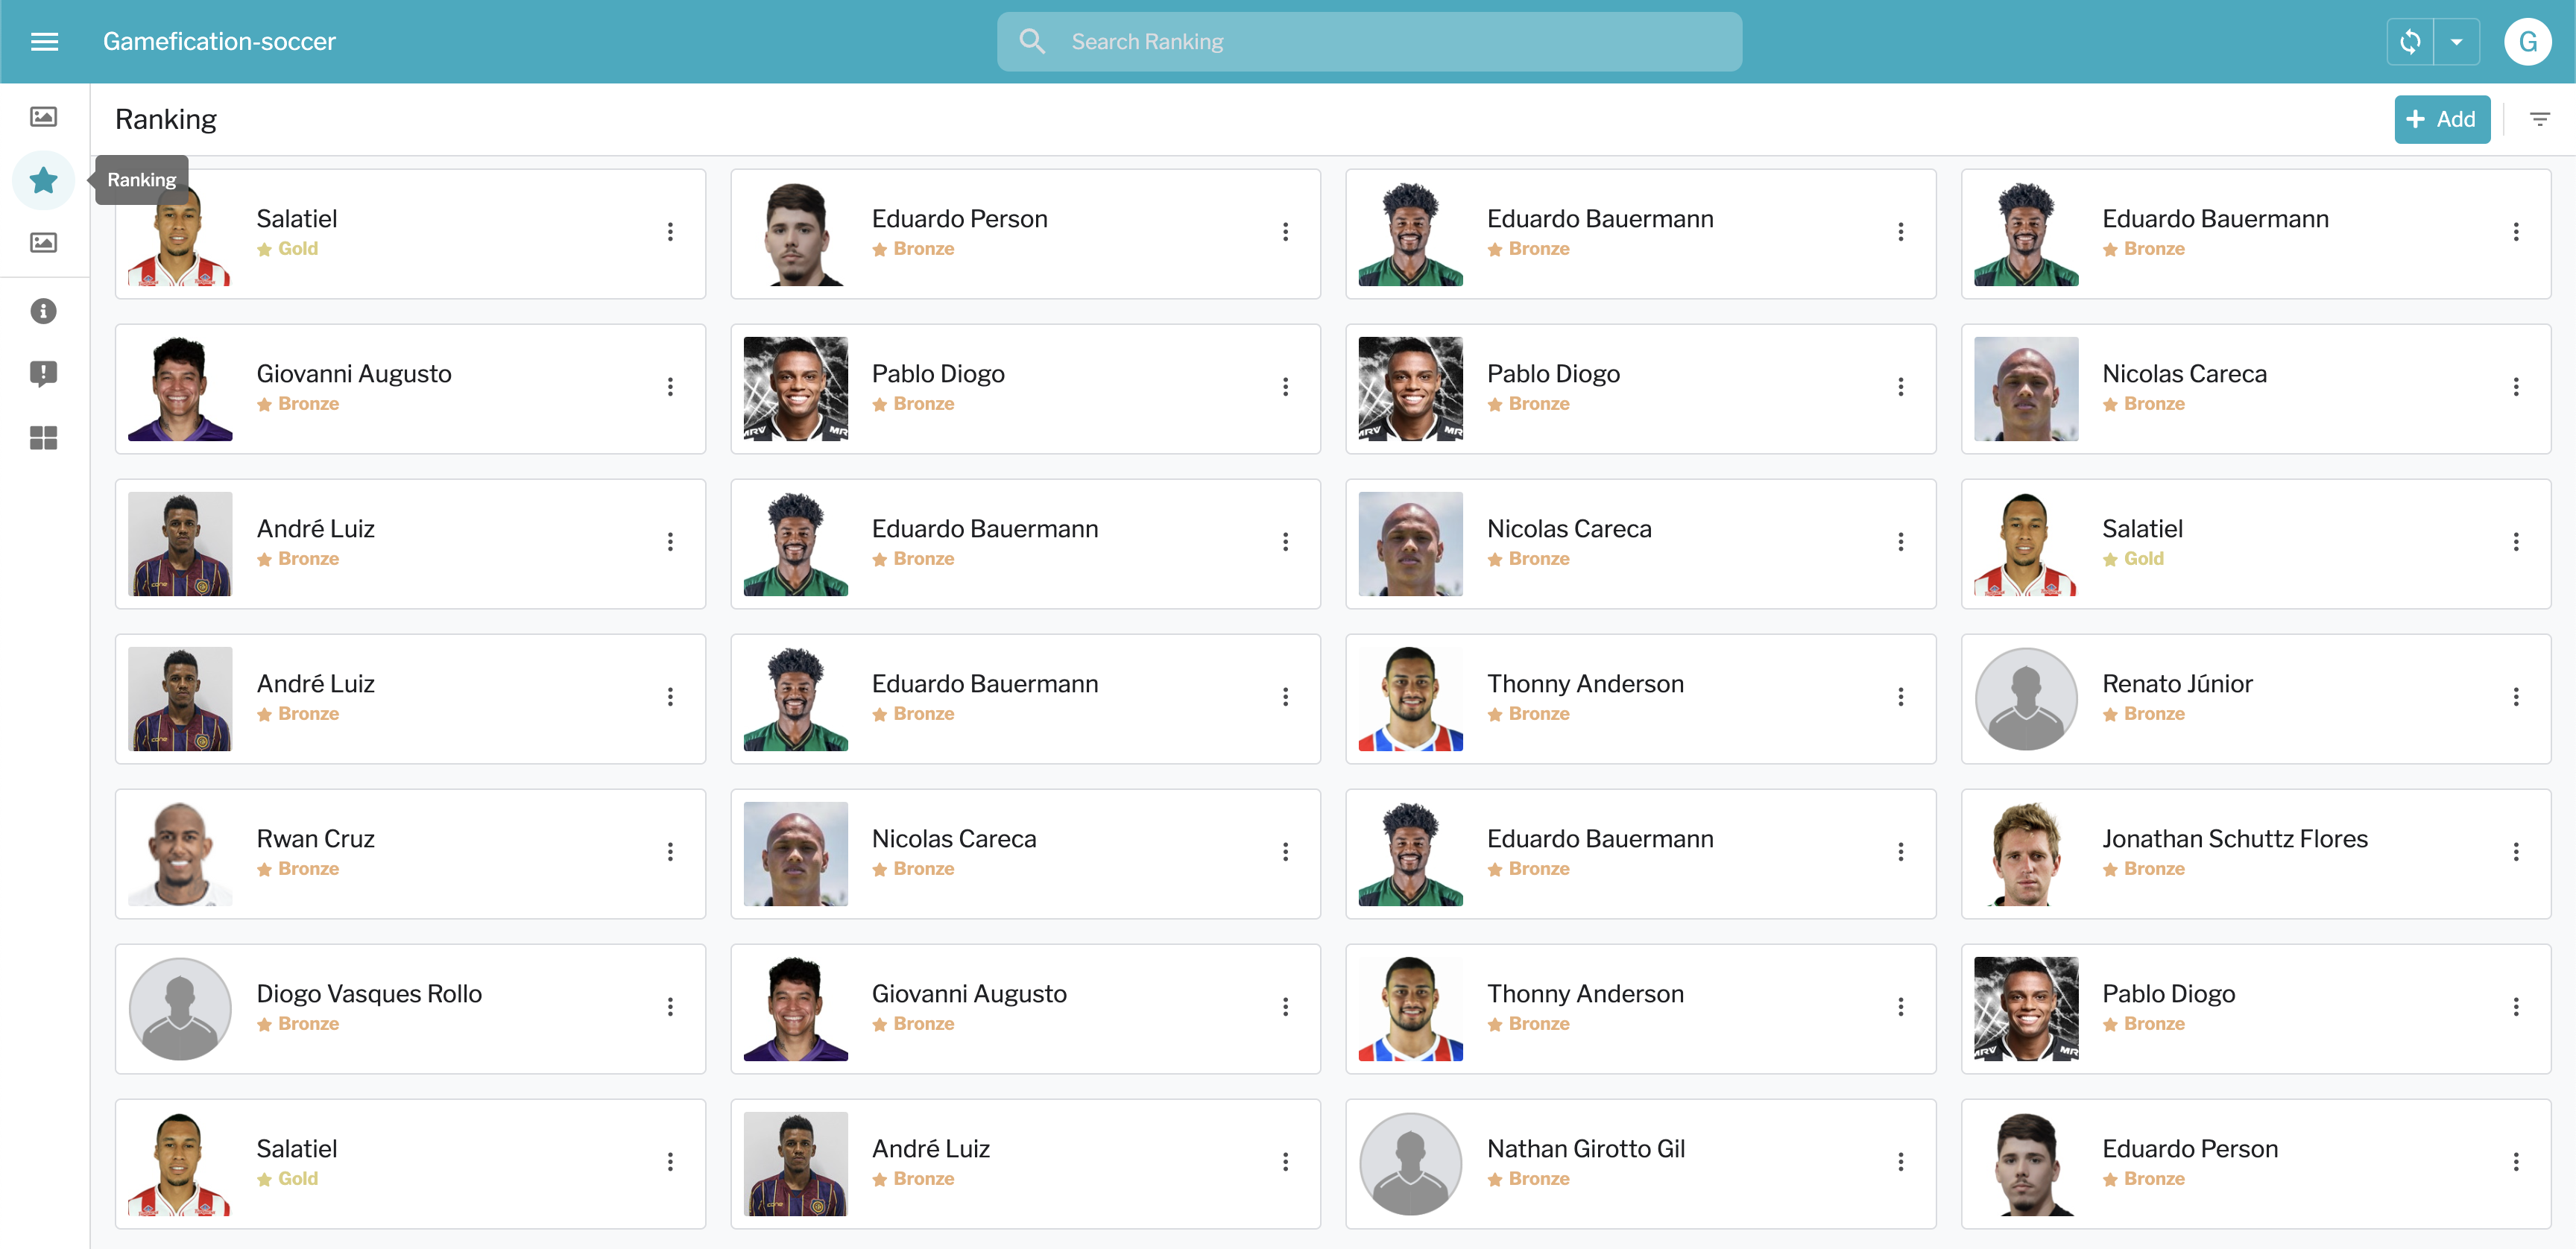 Gamefication-soccer
Search Ranking
G
Ranking
Add
Ranking
Salatiel
Gold
Eduardo Person
Bronze
Eduardo Bauermann
Bronze
Eduardo Bauermann
Bronze
Giovanni Augusto
Bronze
Pablo Diogo
Bronze
Pablo Diogo
Bronze
Nicolas Careca
Bronze
André Luiz
Bronze
Eduardo Bauermann
Bronze
Nicolas Careca
Bronze
Salatiel
Gold
André Luiz
Bronze
Eduardo Bauermann
Bronze
Thonny Anderson
Bronze
Renato Júnior
Bronze
Rwan Cruz
Bronze
Nicolas Careca
Bronze
Eduardo Bauermann
Bronze
Jonathan Schuttz Flores
Bronze
Diogo Vasques Rollo
Bronze
Giovanni Augusto
Bronze
Thonny Anderson
Bronze
Pablo Diogo
Bronze
Salatiel
Gold
André Luiz
Bronze
Nathan Girotto Gil
Bronze
Eduardo Person
Bronze